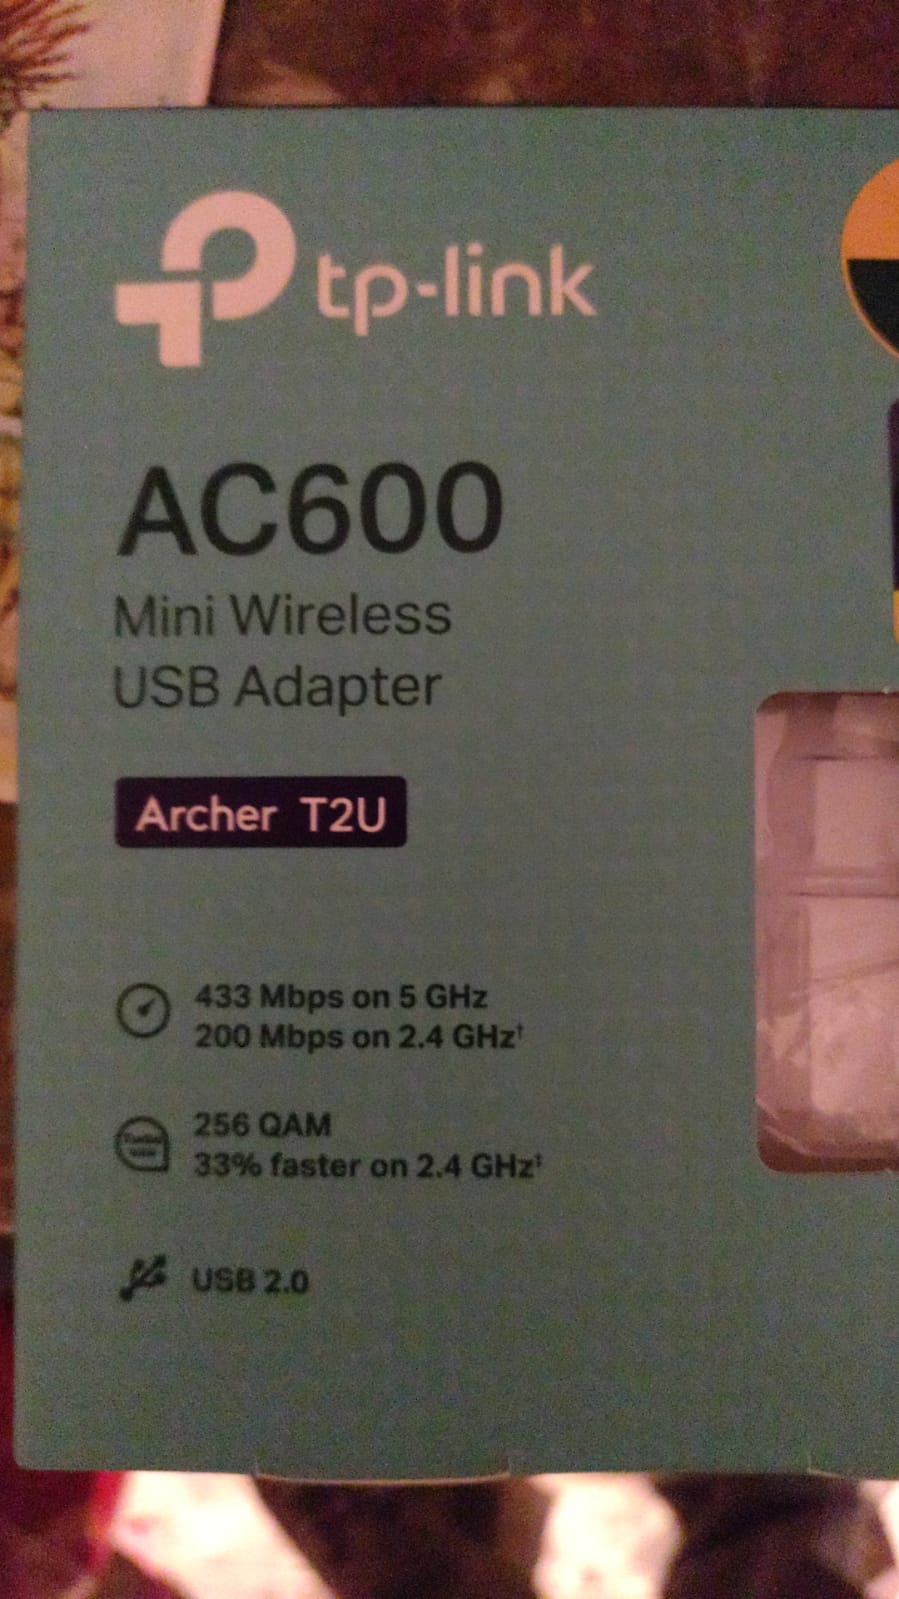 tp-link
AC600
Mini Wireless
USB Adapter
Archer T2U
433 Mbps on 5 GHz
200 Mbps on 2.4 GHz†
256 QAM
33% faster on 2.4 GHz‡
USB 2.0